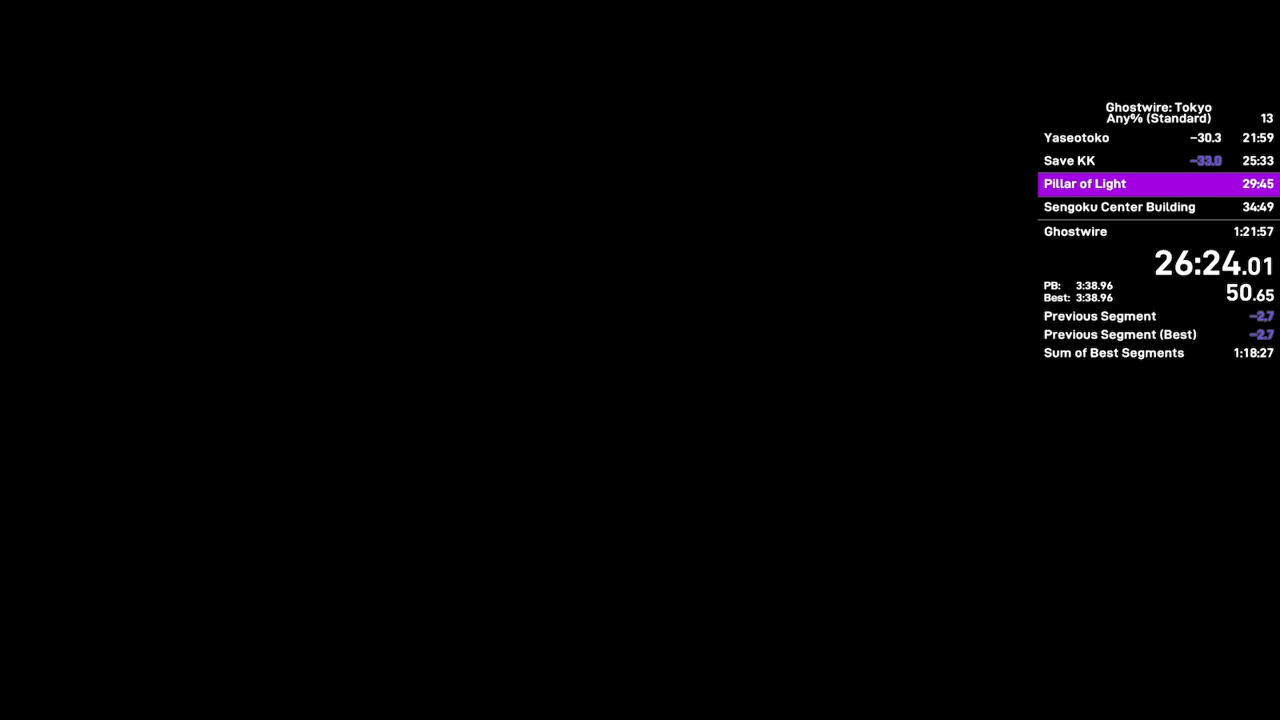 Ghostwire: Tokyo
Any% (Standard) 13
Yaseotoko −30.3 21:59
Save KK −33.0 25:33
Pillar of Light 29:45
Sengoku Center Building 34:49
Ghostwire 1:21:57
26:24.01
PB: 3:38.96
Best: 3:38.96
50.65
Previous Segment −2.7
Previous Segment (Best) −2.7
Sum of Best Segments 1:18:27